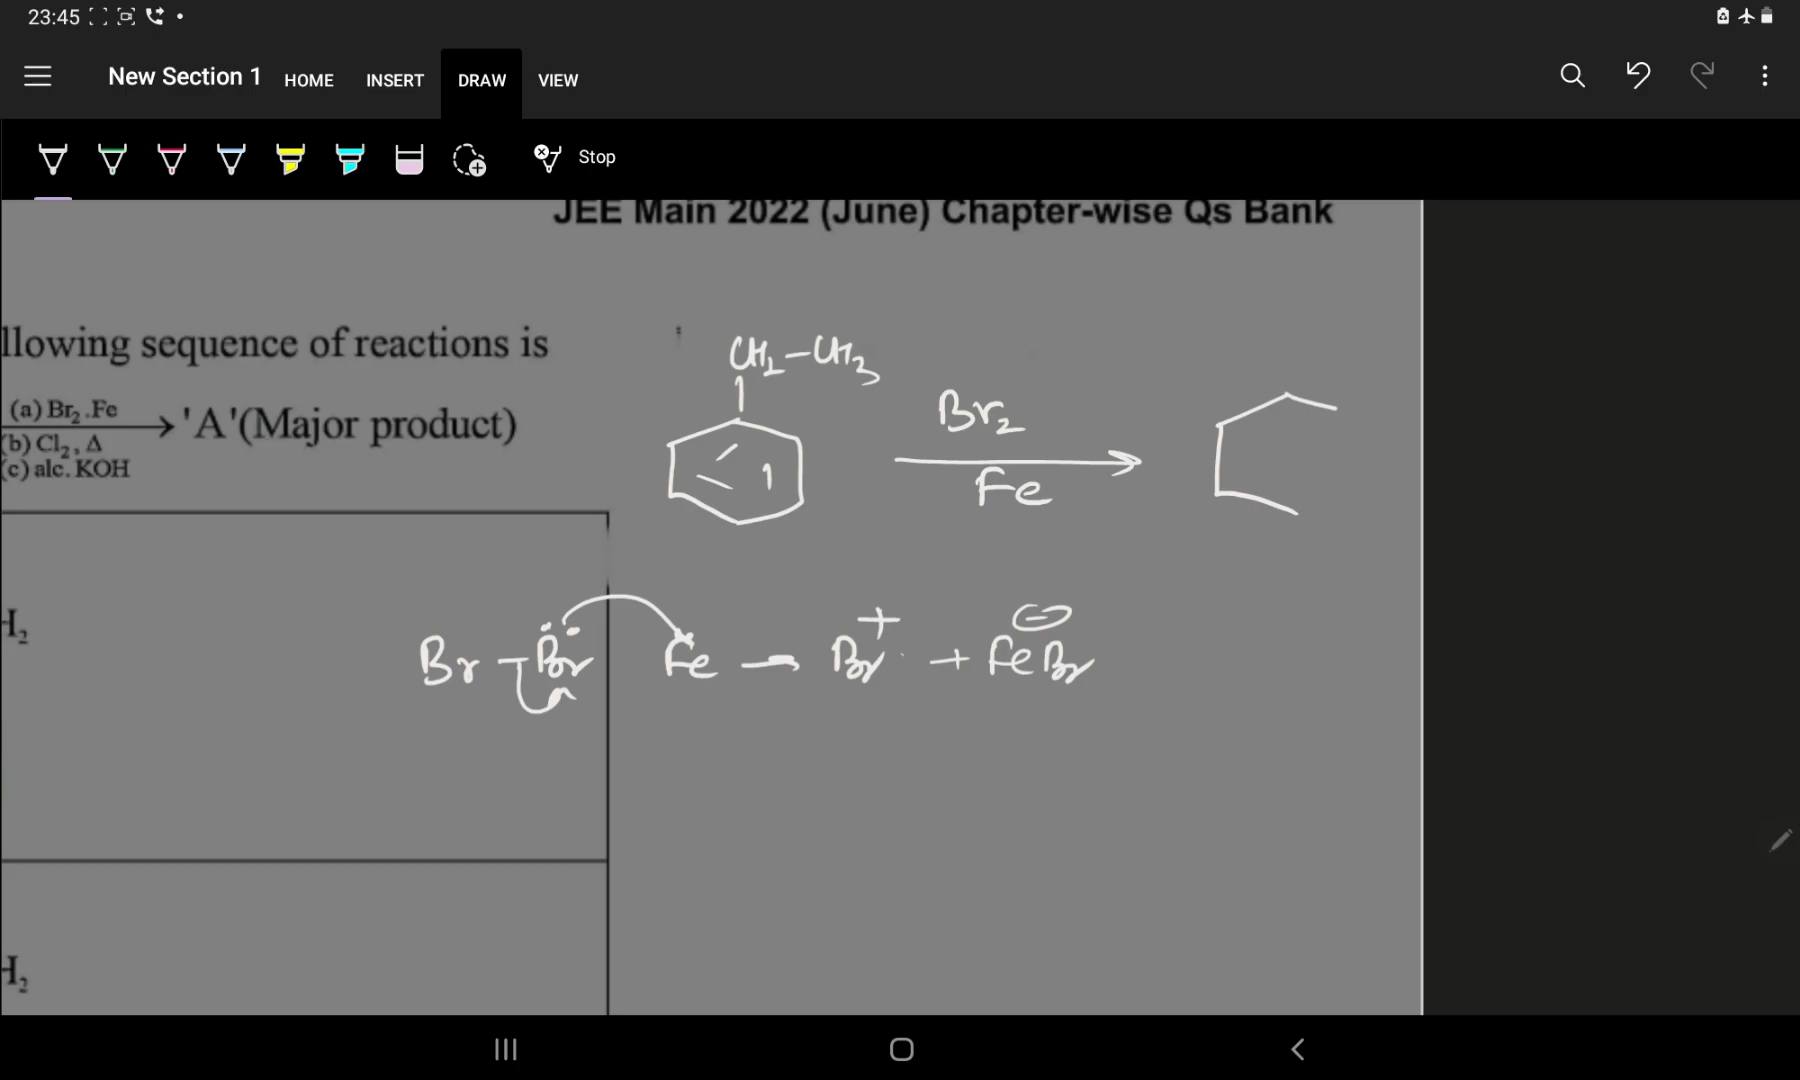 23:45
New Section 1 HOME INSERT DRAW VIEW
Stop
JEE Main 2022 (June) Chapter-wise Qs Bank
llowing sequence of reactions is
(a) Br₂ .Fe
(b) Cl₂ , Δ
(c) alc. KOH
'A'(Major product)
CH₂-CH₃
Br₂
Fe
H₂
Br - Br Fe → Br⁺ + FeBr⊖
H₂